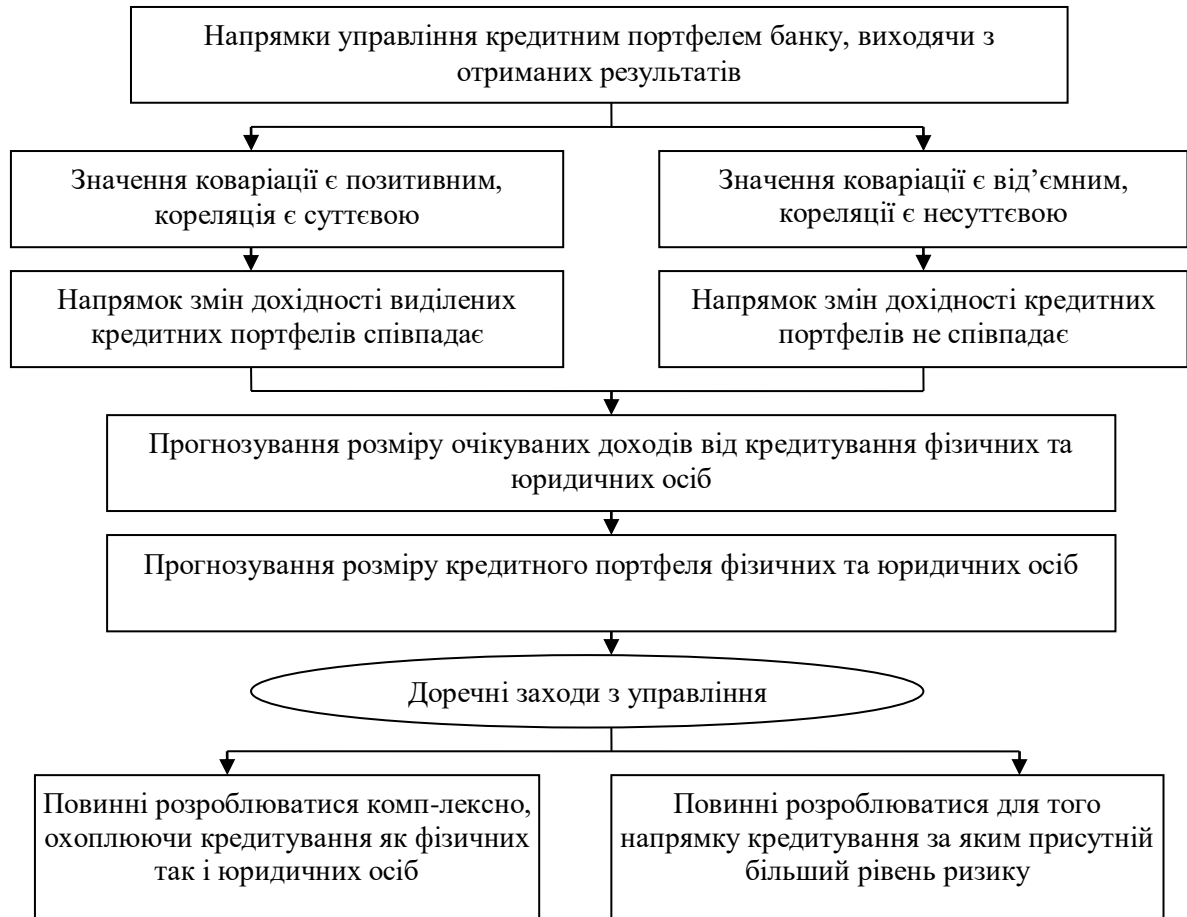 Напрямки управління кредитним портфелем банку, виходячи з
отриманих результатів
Значення коваріації є позитивним,
кореляція є суттєвою
Значення коваріації є від’ємним,
кореляції є несуттєвою
Напрямок змін дохідності виділених
кредитних портфелів співпадає
Напрямок змін дохідності кредитних
портфелів не співпадає
Прогнозування розміру очікуваних доходів від кредитування фізичних та
юридичних осіб
Прогнозування розміру кредитного портфеля фізичних та юридичних осіб
Доречні заходи з управління
Повинні розроблюватися комп-лексно,
охоплюючи кредитування як фізичних
так і юридичних осіб
Повинні розроблюватися для того
напрямку кредитування за яким присутній
більший рівень ризику